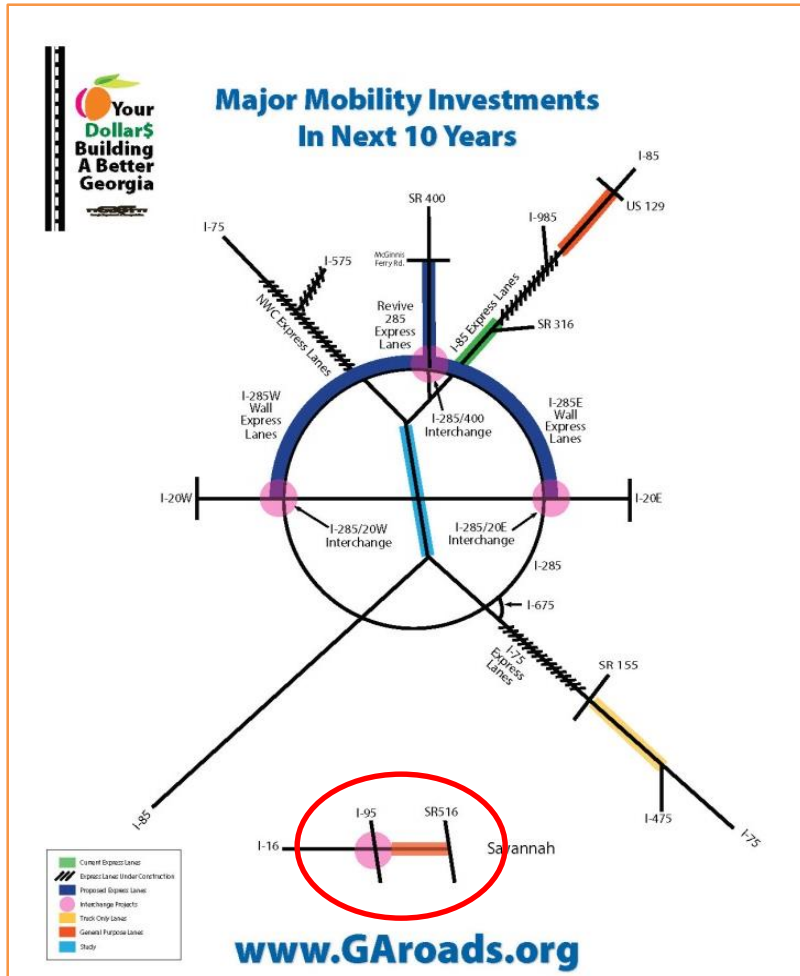 Your
Dollar$
Building
A Better
Georgia
Major Mobility Investments
In Next 10 Years
I-85
US 129
SR 400
I-985
I-75
I-575
McGinnis
Ferry Rd.
NWC Express Lanes
Revive
285
Express
Lanes
I-85 Express Lanes
SR 316
I-285W
Wall
Express
Lanes
I-285/400
Interchange
I-285E
Wall
Express
Lanes
I-20W
I-20E
I-285/20W
Interchange
I-285/20E
Interchange
I-285
I-675
I-75
Express
Lanes
SR 155
I-85
I-475
I-75
I-95
SR516
I-16
Savannah
Current Express Lanes
Express Lanes Under Construction
Proposed Express Lanes
Interchange Projects
Truck Only Lanes
General Purpose Lanes
Study
www.GAroads.org